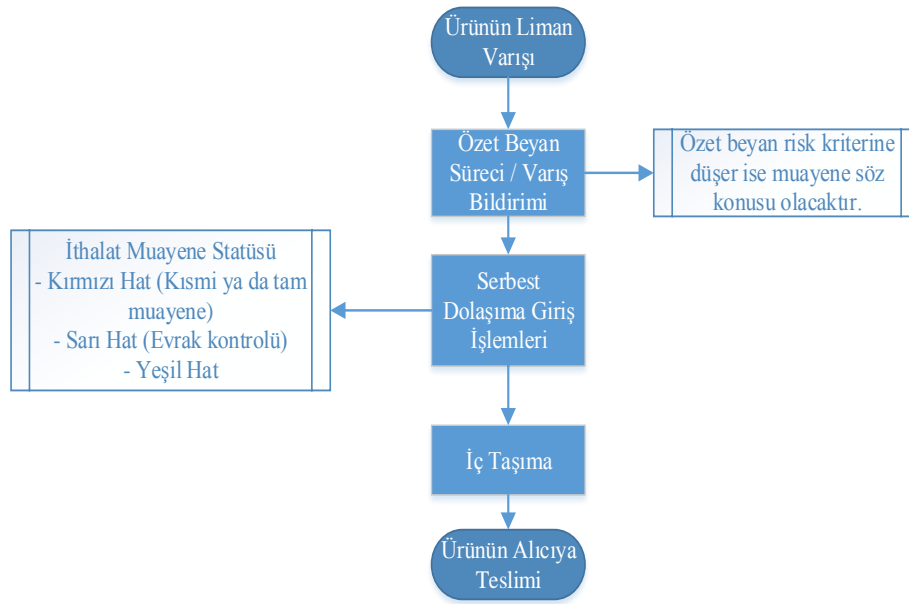 Ürünün Liman
Varışı
Özet Beyan
Süreci / Varış
Bildirimi
Özet beyan risk kriterine
düşer ise muayene söz
konusu olacaktır.
İthalat Muayene Statüsü
- Kırmızı Hat (Kısmi ya da tam
muayene)
- Sarı Hat (Evrak kontrolü)
- Yeşil Hat
Serbest
Dolaşıma Giriş
İşlemleri
İç Taşıma
Ürünün Alıcıya
Teslimi